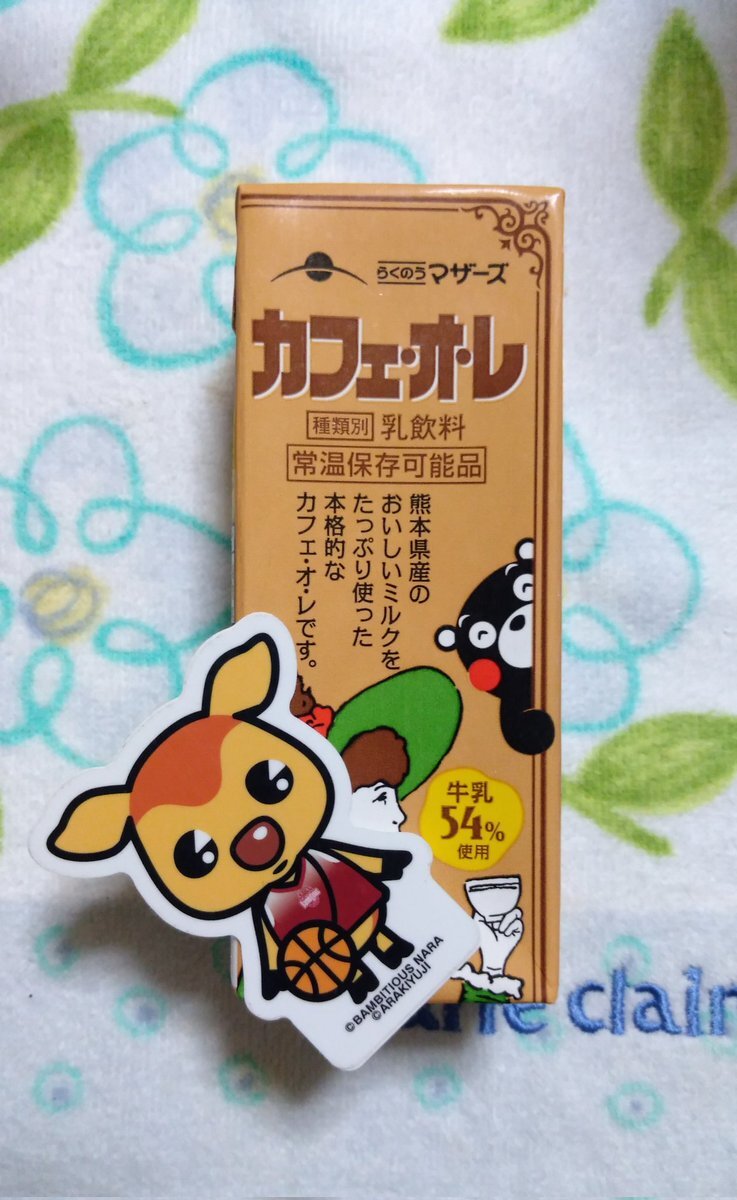 らくのうマザーズ
カフェ・オ・レ
種類別 乳飲料
常温保存可能品
熊本県産の
おいしいミルクを
たっぷり使った
本格的な
カフェ・オ・レです。
牛乳
54%
使用
©BAMBITIOUS NARA
©ARAKIYUJI
clair